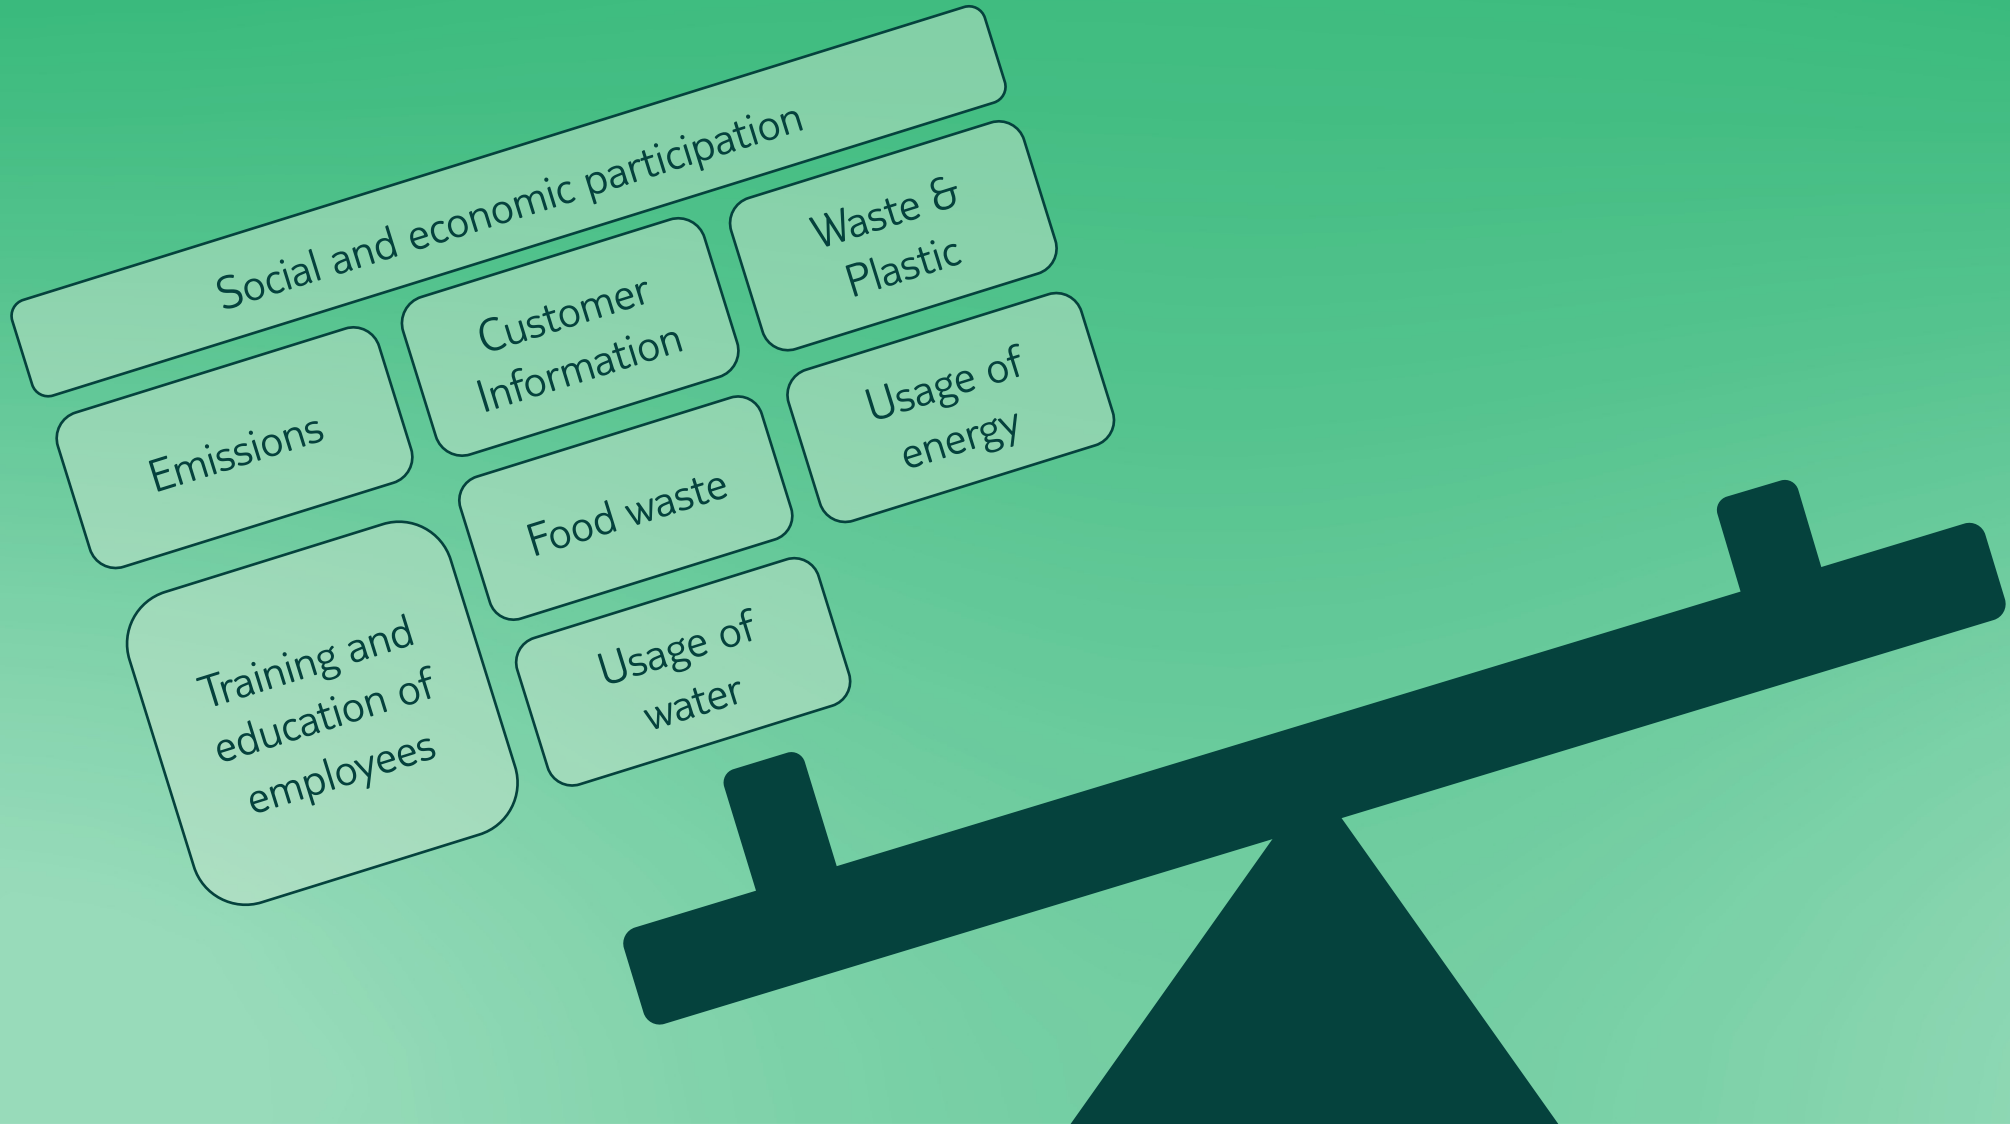 Social and economic participation
Emissions
Customer
Information
Waste &
Plastic
Training and
education of
employees
Food waste
Usage of
energy
Usage of
water